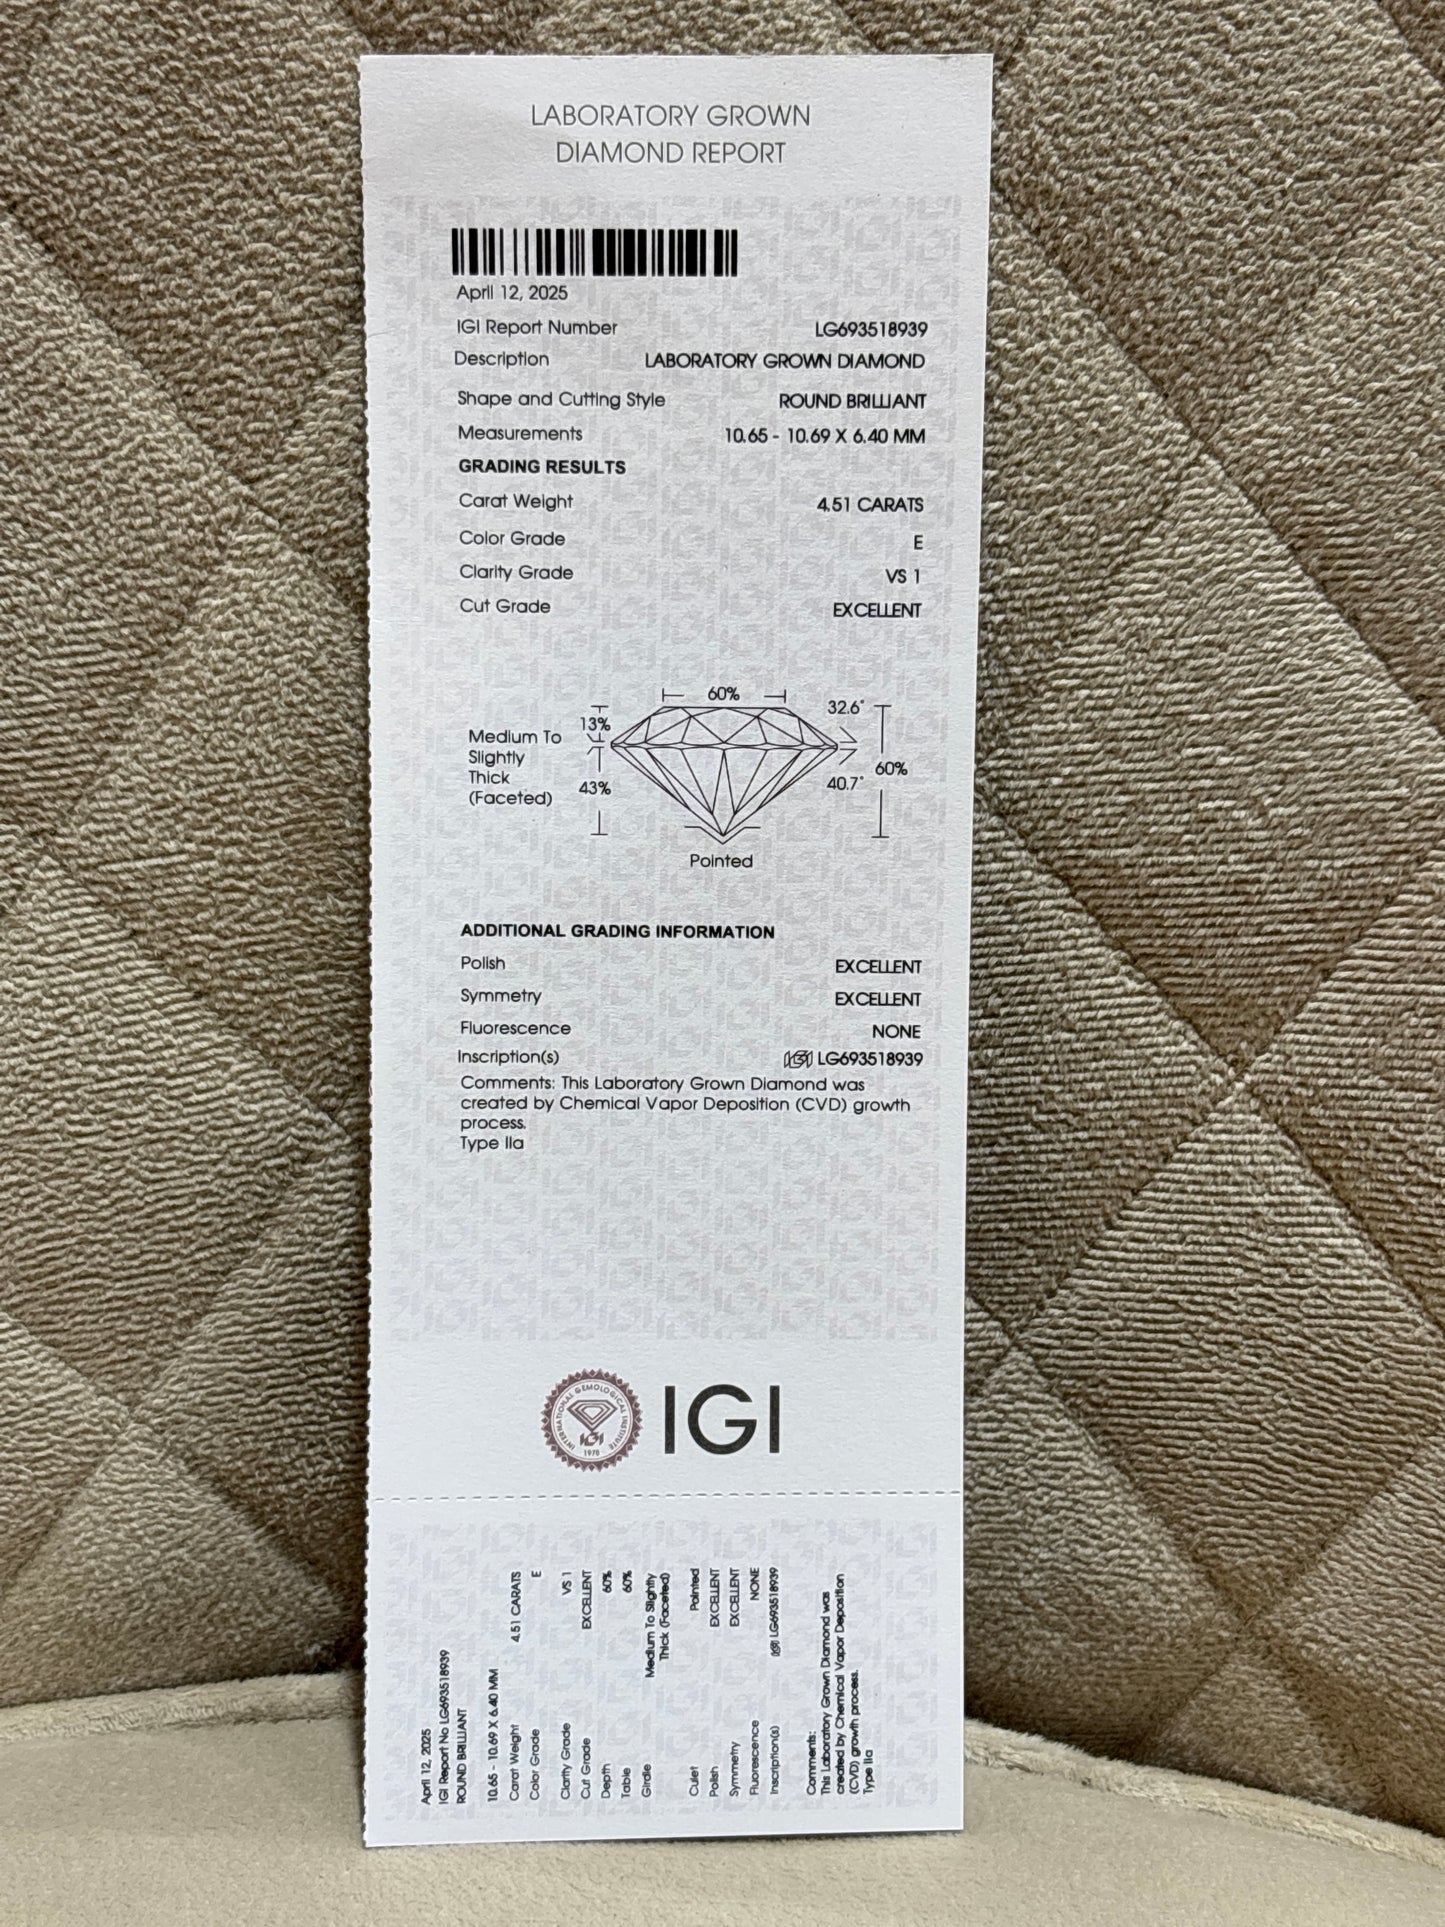 LABORATORY GROWN
DIAMOND REPORT
April 12, 2025
IGI Report Number LG693518939
Description LABORATORY GROWN DIAMOND
Shape and Cutting Style ROUND BRILLIANT
Measurements 10.65 - 10.69 X 6.40 MM
GRADING RESULTS
Carat Weight 4.51 CARATS
Color Grade E
Clarity Grade VS 1
Cut Grade EXCELLENT
60%
13% 32.6°
Medium To
Slightly
Thick
(Faceted)
43% 40.7° 60%
Pointed
ADDITIONAL GRADING INFORMATION
Polish EXCELLENT
Symmetry EXCELLENT
Fluorescence NONE
Inscription(s) IGI LG693518939
Comments: This Laboratory Grown Diamond was
created by Chemical Vapor Deposition (CVD) growth
process.
Type IIa
INTERNATIONAL GEMOLOGICAL INSTITUTE
IGI
1975
IGI
April 12, 2025
IGI Report No LG693518939
ROUND BRILLIANT
10.65 - 10.69 X 6.40 MM
Carat Weight 4.51 CARATS
Color Grade E
Clarity Grade VS 1
Cut Grade EXCELLENT
Depth 60%
Table 60%
Girdle Medium To Slightly
Thick (Faceted)
Culet Pointed
Polish EXCELLENT
Symmetry EXCELLENT
Fluorescence NONE
Inscription(s) IGI LG693518939
Comments:
This Laboratory Grown Diamond was
created by Chemical Vapor Deposition
(CVD) growth process.
Type IIa